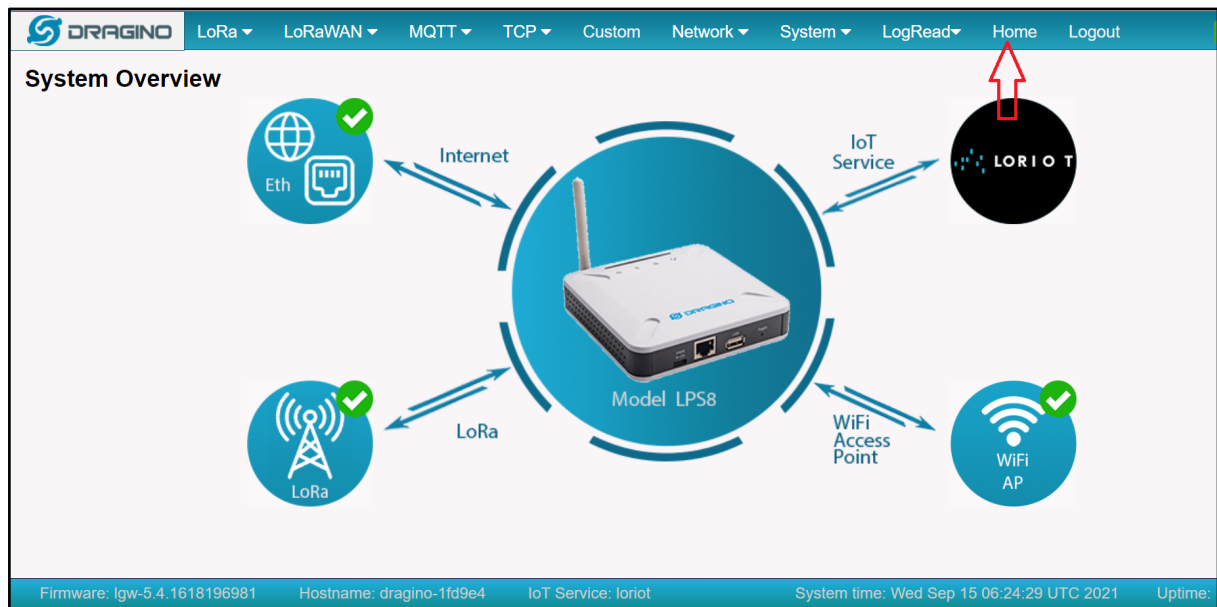 DRAGINO LoRa LoRaWAN MQTT TCP Custom Network System LogRead Home Logout
System Overview
Eth
Internet
IoT
Service
LORIOT
DRAGINO
Model LPS8
LoRa
LoRa
WiFi
Access
Point
WiFi
AP
Firmware: lgw-5.4.1618196981 Hostname: dragino-1fd9e4 IoT Service: loriot System time: Wed Sep 15 06:24:29 UTC 2021 Uptime: